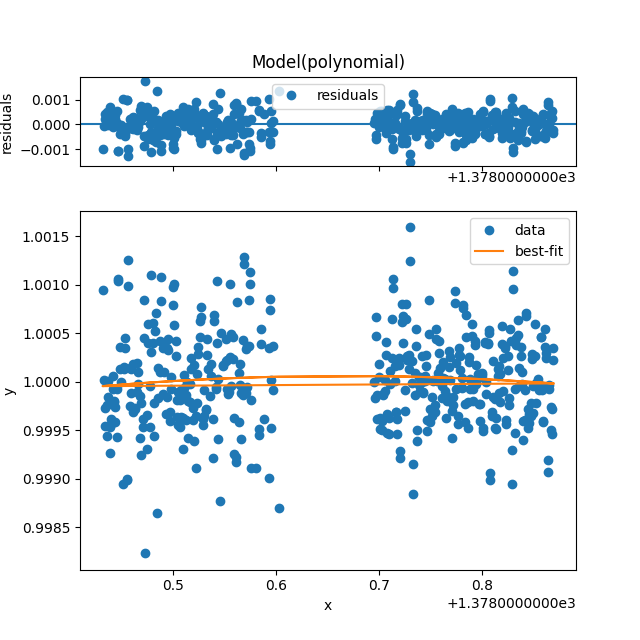 Model(polynomial)
residuals
0.001
0.000
−0.001
residuals
+1.3780000000e3
y
1.0015
1.0010
1.0005
1.0000
0.9995
0.9990
0.9985
data
best-fit
0.5
0.6
0.7
0.8
x
+1.3780000000e3